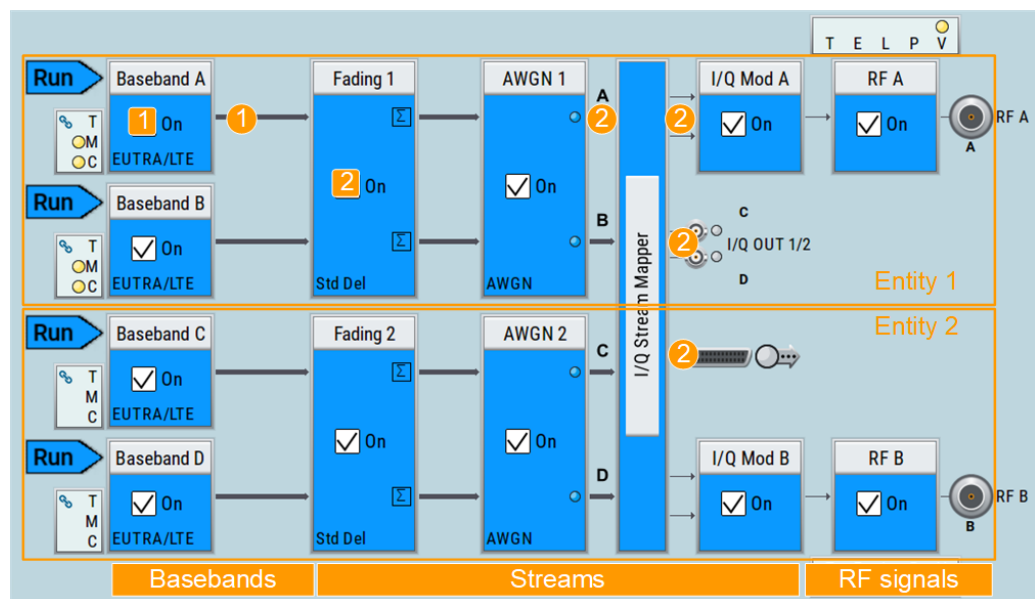 T E L P V
Run
Baseband A
Fading 1
AWGN 1
I/Q Mod A
RF A
1 On
1
A
2
2
On
On
RF A
T
M
C
EUTRA/LTE
Σ
A
Run
Baseband B
2 On
On
B
C
I/Q OUT 1/2
2
D
T
M
C
On
EUTRA/LTE
Σ
Std Del
AWGN
I/Q Stream Mapper
Entity 1
Entity 2
Run
Baseband C
Fading 2
AWGN 2
C
2
T
M
C
On
EUTRA/LTE
Σ
On
On
Run
Baseband D
D
I/Q Mod B
RF B
T
M
C
On
EUTRA/LTE
Σ
Std Del
AWGN
On
On
RF B
B
Basebands
Streams
RF signals